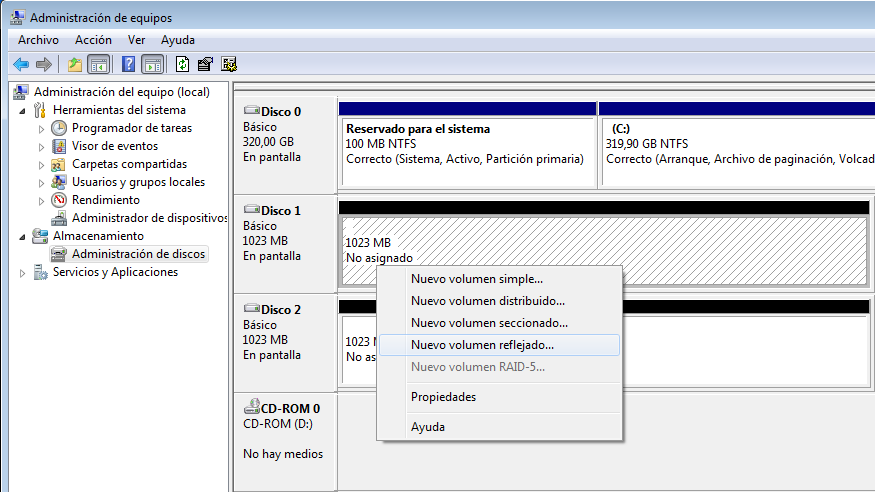 Administración de equipos
Archivo Acción Ver Ayuda
Administración del equipo (local)
Herramientas del sistema
Programador de tareas
Visor de eventos
Carpetas compartidas
Usuarios y grupos locales
Rendimiento
Administrador de dispositivos
Almacenamiento
Administración de discos
Servicios y Aplicaciones
Disco 0
Básico
320,00 GB
En pantalla
Reservado para el sistema
100 MB NTFS
Correcto (Sistema, Activo, Partición primaria)
(C:)
319,90 GB NTFS
Correcto (Arranque, Archivo de paginación, Volcad
Disco 1
Básico
1023 MB
En pantalla
1023 MB
No asignado
Disco 2
Básico
1023 MB
En pantalla
1023 M
No as
Nuevo volumen simple...
Nuevo volumen distribuido...
Nuevo volumen seccionado...
Nuevo volumen reflejado...
Nuevo volumen RAID-5...
Propiedades
Ayuda
CD-ROM 0
CD-ROM (D:)
No hay medios